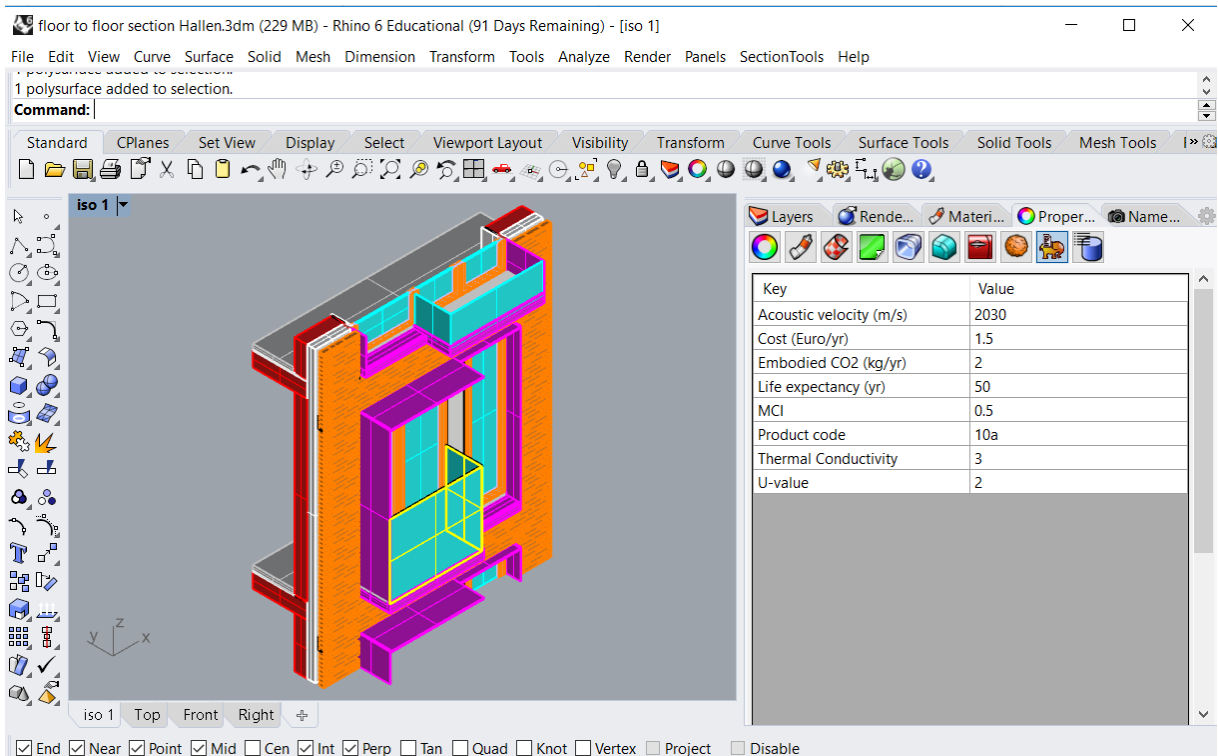 floor to floor section Hallen.3dm (229 MB) - Rhino 6 Educational (91 Days Remaining) - [iso 1]
File Edit View Curve Surface Solid Mesh Dimension Transform Tools Analyze Render Panels SectionTools Help
1 polysurface added to selection.
1 polysurface added to selection.
Command:
Standard CPlanes Set View Display Select Viewport Layout Visibility Transform Curve Tools Surface Tools Solid Tools Mesh Tools
iso 1
Layers Rende... Materi... Proper... Name...
Key Value
Acoustic velocity (m/s) 2030
Cost (Euro/yr) 1.5
Embodied CO2 (kg/yr) 2
Life expectancy (yr) 50
MCI 0.5
Product code 10a
Thermal Conductivity 3
U-value 2
z
y x
iso 1 Top Front Right
End Near Point Mid Cen Int Perp Tan Quad Knot Vertex Project Disable